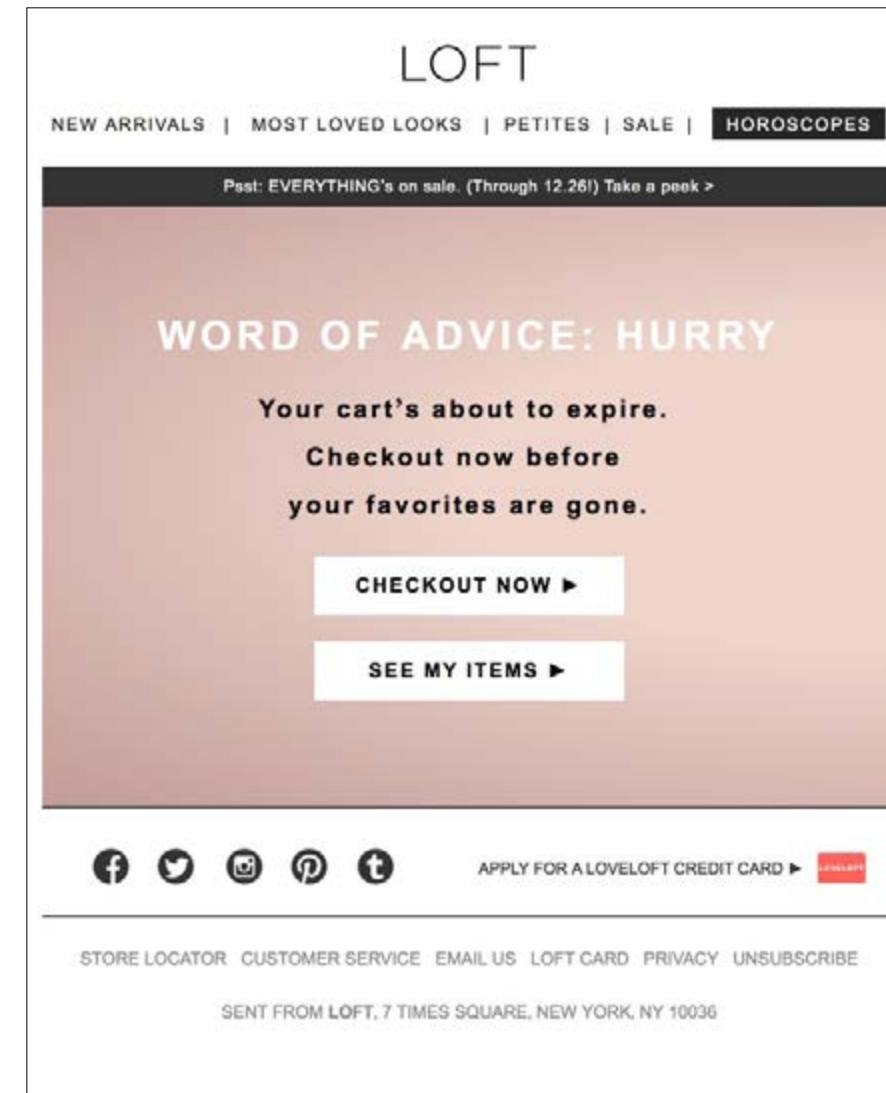 LOFT
NEW ARRIVALS | MOST LOVED LOOKS | PETITES | SALE | HOROSCOPES
Psst: EVERYTHING's on sale. (Through 12.26!) Take a peek >
WORD OF ADVICE: HURRY
Your cart's about to expire.
Checkout now before
your favorites are gone.
CHECKOUT NOW ▶
SEE MY ITEMS ▶
APPLY FOR A LOVELOFT CREDIT CARD ▶ LOVELOFT
STORE LOCATOR CUSTOMER SERVICE EMAIL US LOFT CARD PRIVACY UNSUBSCRIBE
SENT FROM LOFT, 7 TIMES SQUARE, NEW YORK, NY 10036